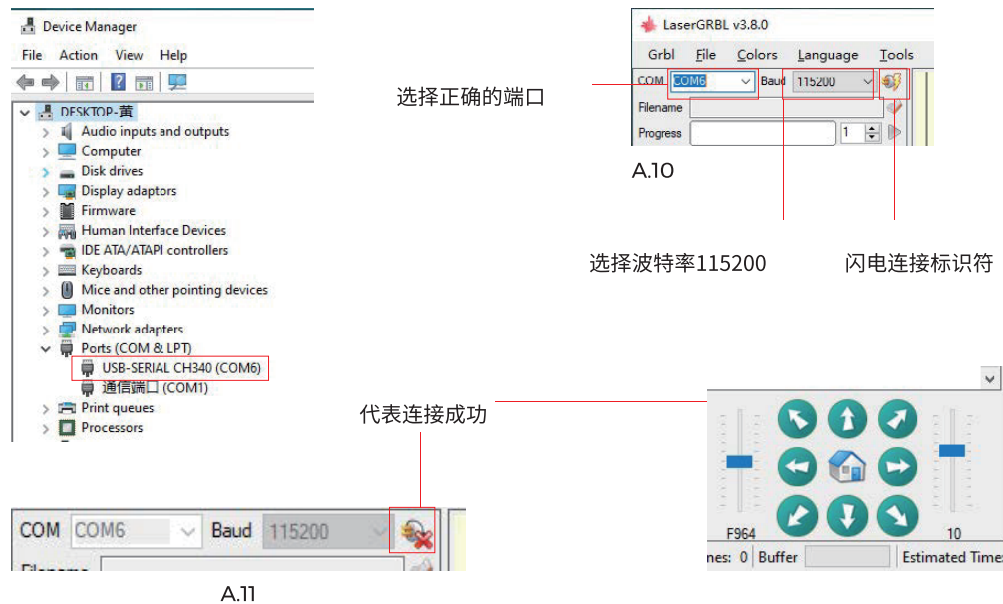 Device Manager
File Action View Help
DESKTOP-黄
Audio inputs and outputs
Computer
Disk drives
Display adaptors
Firmware
Human Interface Devices
IDE ATA/ATAPI controllers
Keyboards
Mice and other pointing devices
Monitors
Network adapters
Ports (COM & LPT)
USB-SERIAL CH340 (COM6)
通信端口 (COM1)
Print queues
Processors
选择正确的端口
LaserGRBL v3.8.0
Grbl File Colors Language Tools
COM COM6 Baud 115200
Filename
Progress 1
A.10
选择波特率115200
闪电连接标识符
代表连接成功
F964 10
nes: 0 Buffer Estimated Time:
COM COM6 Baud 115200
Filename
A.11